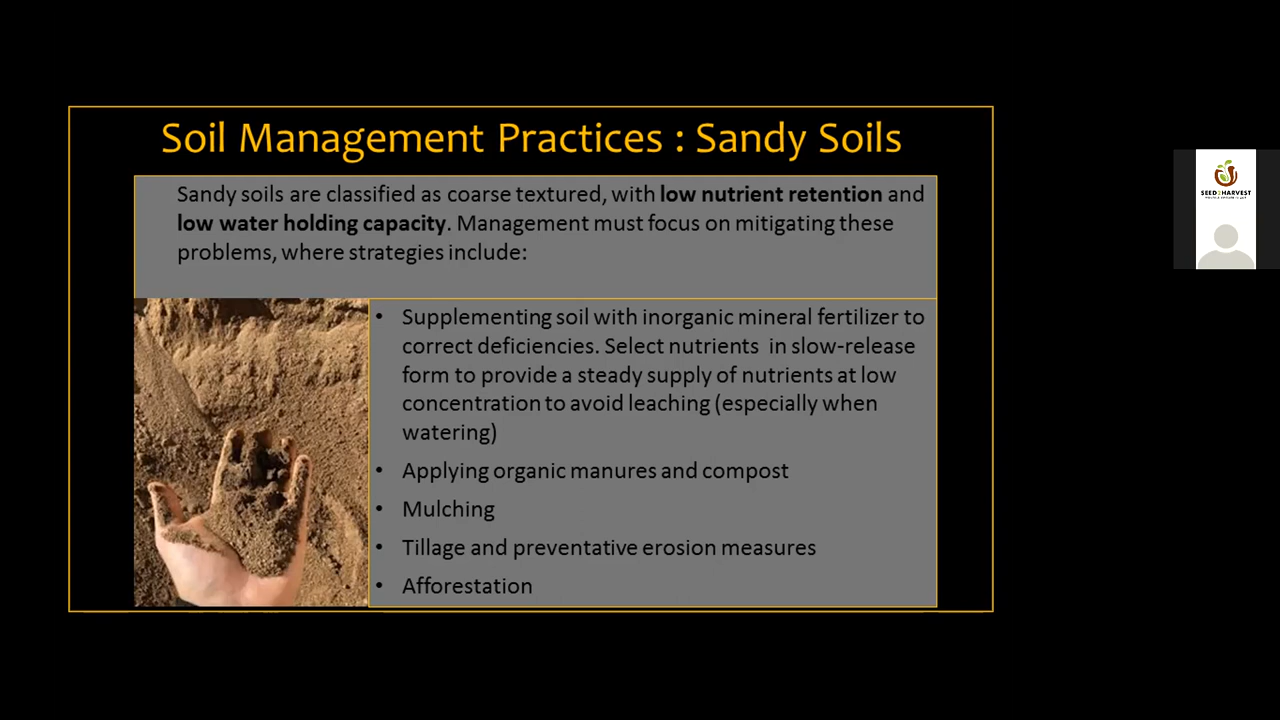 Soil Management Practices : Sandy Soils
Sandy soils are classified as coarse textured, with low nutrient retention and
low water holding capacity. Management must focus on mitigating these
problems, where strategies include:
• Supplementing soil with inorganic mineral fertilizer to
correct deficiencies. Select nutrients  in slow-release
form to provide a steady supply of nutrients at low
concentration to avoid leaching (especially when
watering)
• Applying organic manures and compost
• Mulching
• Tillage and preventative erosion measures
• Afforestation
SEED2HARVEST